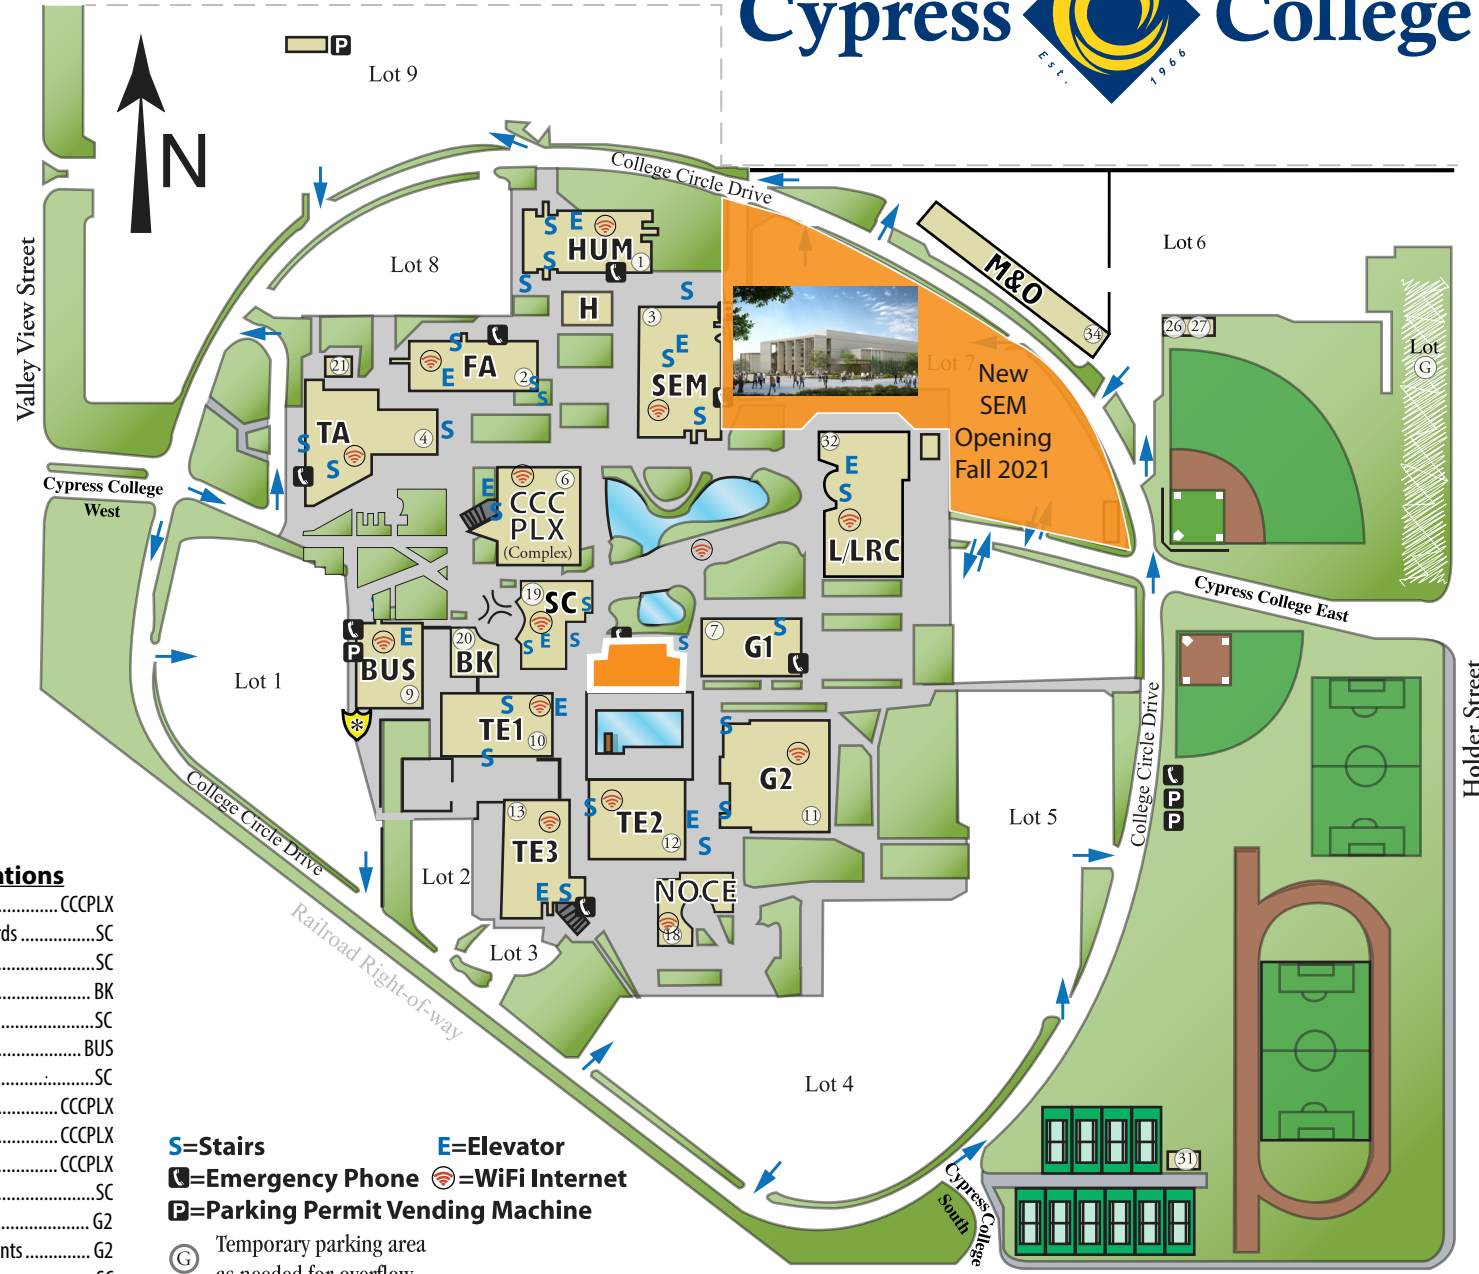 Cypress College
Est. 1966
P
Lot 9
N
College Circle Drive
Valley View Street
Lot 8
S E
HUM
S
1
S
H
S
3
E
S
SEM
S
M&O
34
Lot 6
26 27
Lot
G
Lot 7
New
SEM
Opening
Fall 2021
21
S
FA
E
2 S
S
TA
4 S
S
S
Cypress College
West
E
S
6
CCC
PLX
(Complex)
32
E
S
L/LRC
Cypress College East
19
SC S
S E S
7
S
G1
S
P
E
BUS
9
20
BK
Lot 1
*
S E
TE1
10
S
S
G2
S 11
College Circle Drive
Holder Street
P
P
Lot 5
13
TE3
E S
S
TE2
12
E
S
Lot 2
NOCE
18
Lot 3
College Circle Drive
Railroad Right-of-way
Lot 4
31
Cypress College
South
CCCPLX
SC
SC
BK
SC
BUS
SC
CCCPLX
CCCPLX
CCCPLX
SC
G2
G2
S=Stairs E=Elevator
=Emergency Phone =WiFi Internet
P=Parking Permit Vending Machine
G Temporary parking area
as needed for overflow